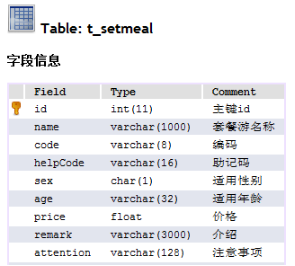 Table: t_setmeal
字段信息
Field Type Comment
id int(11) 主键id
name varchar(1000) 套餐游名称
code varchar(8) 编码
helpCode varchar(16) 助记码
sex char(1) 适用性别
age varchar(32) 适用年龄
price float 价格
remark varchar(3000) 介绍
attention varchar(128) 注意事项